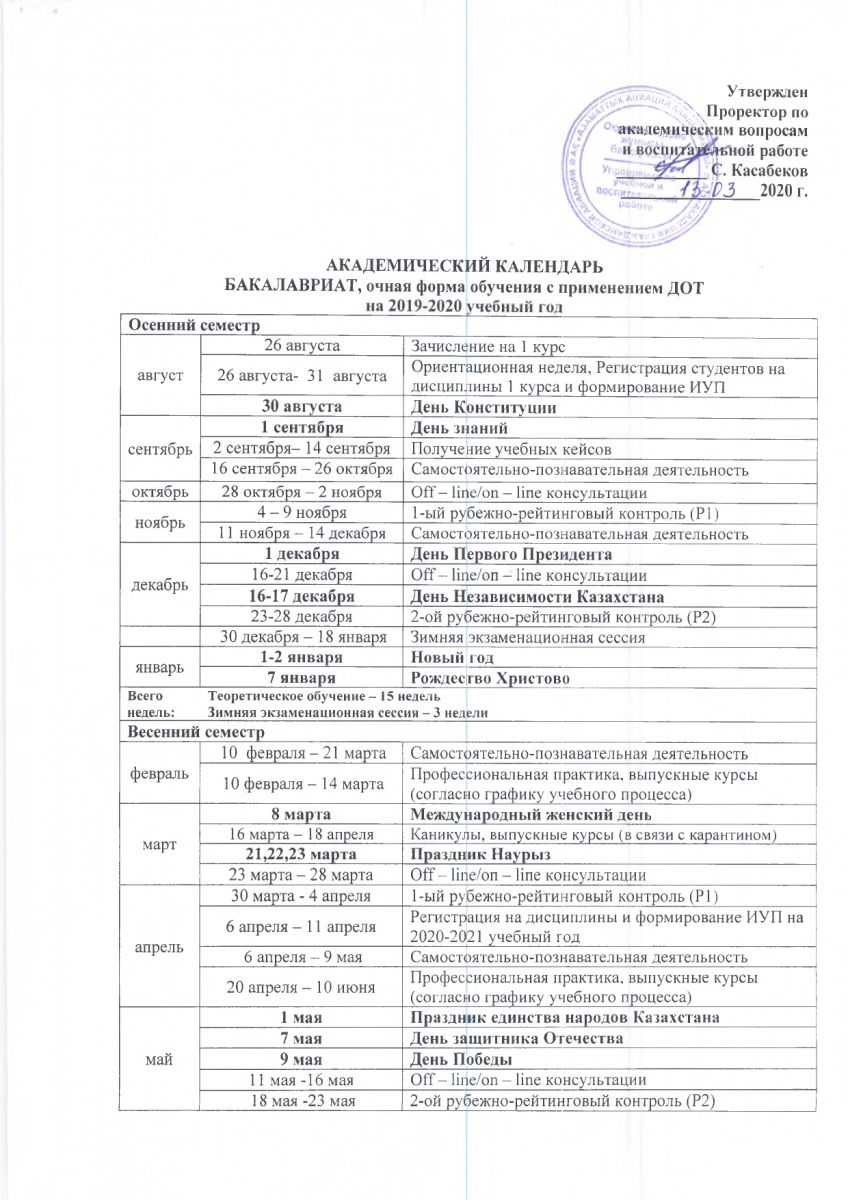 Утвержден
Проректор по
академическим вопросам
и воспитательной работе
С. Касабеков
13-03 2020 г.
АКАДЕМИЧЕСКИЙ КАЛЕНДАРЬ
БАКАЛАВРИАТ, очная форма обучения с применением ДОТ
на 2019-2020 учебный год
Осенний семестр
август
26 августа Зачисление на 1 курс
26 августа- 31 августа Ориентационная неделя, Регистрация студентов на
дисциплины 1 курса и формирование ИУП
30 августа День Конституции
сентябрь
1 сентября День знаний
2 сентября– 14 сентября Получение учебных кейсов
16 сентября – 26 октября Самостоятельно-познавательная деятельность
октябрь 28 октября – 2 ноября Off – line/on – line консультации
ноябрь
4 – 9 ноября 1-ый рубежно-рейтинговый контроль (Р1)
11 ноября – 14 декабря Самостоятельно-познавательная деятельность
декабрь
1 декабря День Первого Президента
16-21 декабря Off – line/on – line консультации
16-17 декабря День Независимости Казахстана
23-28 декабря 2-ой рубежно-рейтинговый контроль (Р2)
30 декабря – 18 января Зимняя экзаменационная сессия
январь
1-2 января Новый год
7 января Рождество Христово
Всего Теоретическое обучение – 15 недель
недель: Зимняя экзаменационная сессия – 3 недели
Весенний семестр
февраль
10 февраля – 21 марта Самостоятельно-познавательная деятельность
10 февраля – 14 марта Профессиональная практика, выпускные курсы
(согласно графику учебного процесса)
март
8 марта Международный женский день
16 марта – 18 апреля Каникулы, выпускные курсы (в связи с карантином)
21,22,23 марта Праздник Наурыз
23 марта – 28 марта Off – line/on – line консультации
апрель
30 марта - 4 апреля 1-ый рубежно-рейтинговый контроль (Р1)
6 апреля – 11 апреля Регистрация на дисциплины и формирование ИУП на
2020-2021 учебный год
6 апреля – 9 мая Самостоятельно-познавательная деятельность
20 апреля – 10 июня Профессиональная практика, выпускные курсы
(согласно графику учебного процесса)
май
1 мая Праздник единства народов Казахстана
7 мая День защитника Отечества
9 мая День Победы
11 мая -16 мая Off – line/on – line консультации
18 мая -23 мая 2-ой рубежно-рейтинговый контроль (Р2)